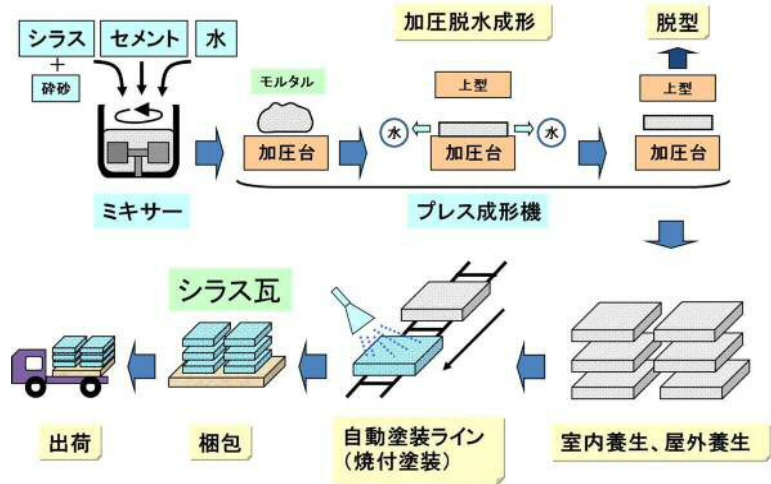 シラス
セメント
水
+
砕砂
ミキサー
モルタル
加圧台
加圧脱水成形
上型
水
水
加圧台
脱型
上型
加圧台
プレス成形機
室内養生、屋外養生
自動塗装ライン
(焼付塗装)
シラス瓦
梱包
出荷